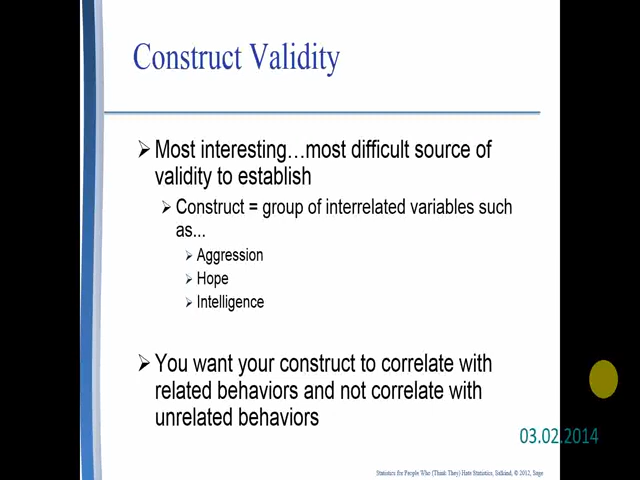 Construct Validity
Most interesting…most difficult source of
validity to establish
Construct = group of interrelated variables such
as...
Aggression
Hope
Intelligence
You want your construct to correlate with
related behaviors and not correlate with
unrelated behaviors
03.02.2014
Statistics for People Who (Think They) Hate Statistics, Salkind, © 2012, Sage